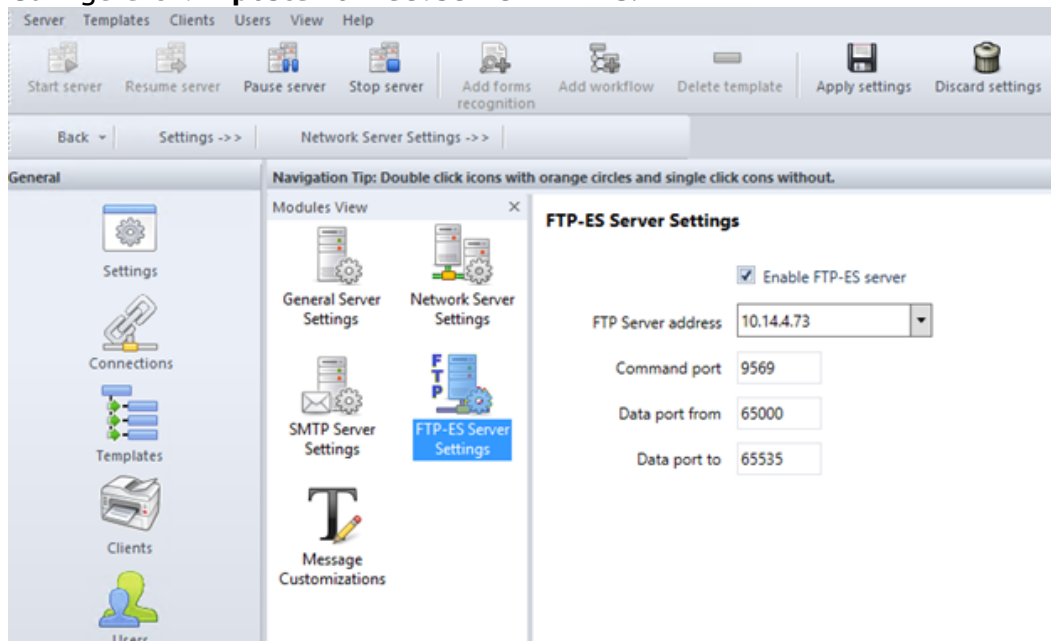 Server Templates Clients Users View Help
Start server Resume server Pause server Stop server Add forms recognition Add workflow Delete template Apply settings Discard settings
Back Settings ->> Network Server Settings ->>
General
Navigation Tip: Double click icons with orange circles and single click cons without.
Settings
Connections
Templates
Clients
Users
Modules View
General Server Settings
Network Server Settings
SMTP Server Settings
FTP
FTP-ES Server Settings
Message Customizations
FTP-ES Server Settings
Enable FTP-ES server
FTP Server address 10.14.4.73
Command port 9569
Data port from 65000
Data port to 65535